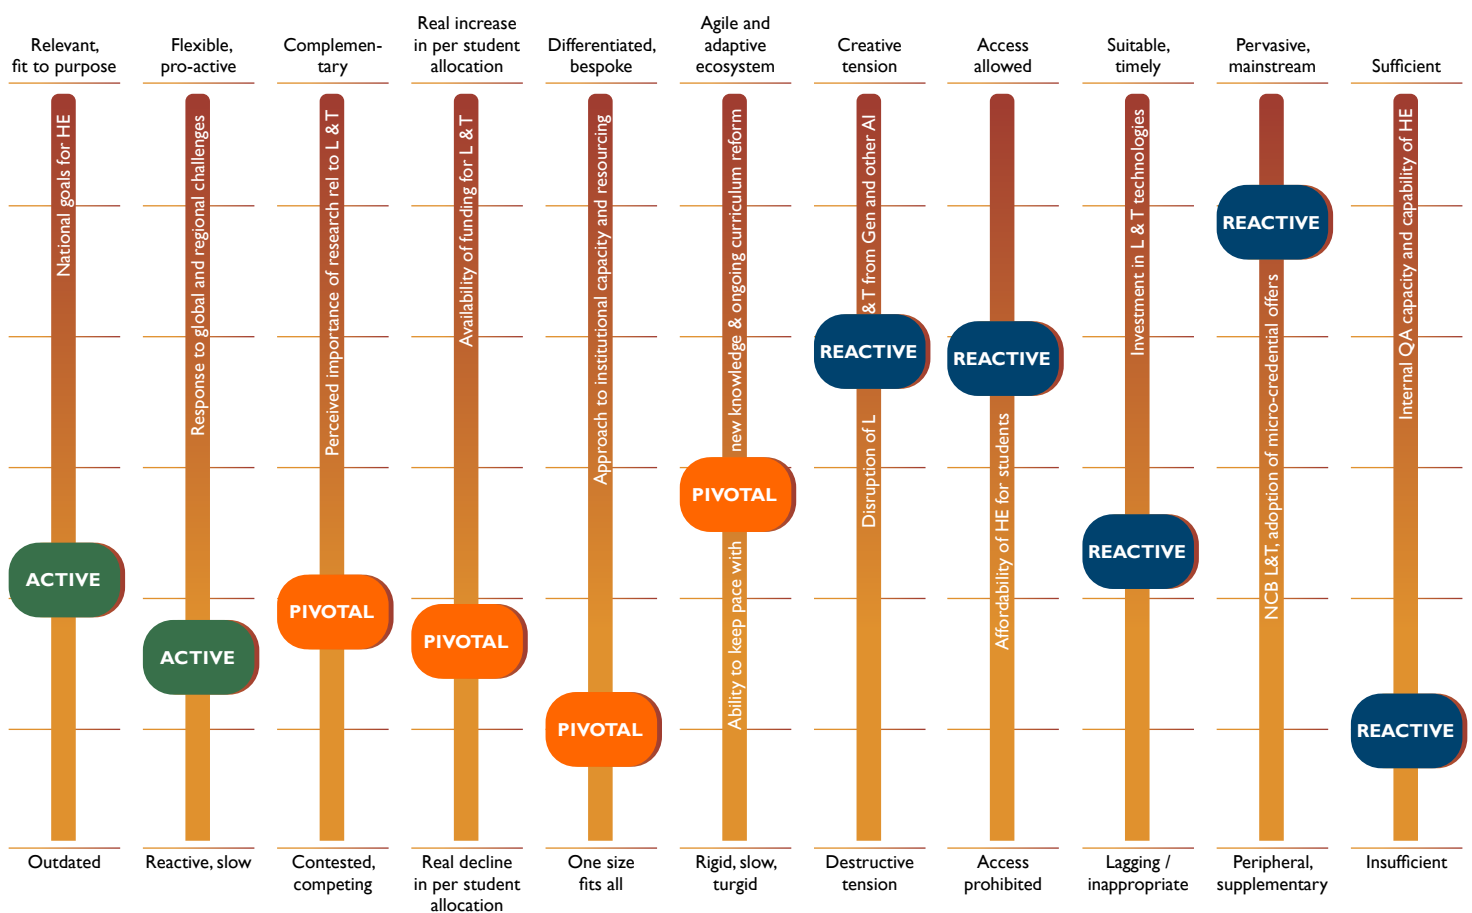 Relevant,
fit to purpose
Flexible,
pro-active
Complemen-
tary
Real increase
in per student
allocation
Differentiated,
bespoke
Agile and
adaptive
ecosystem
Creative
tension
Access
allowed
Suitable,
timely
Pervasive,
mainstream
Sufficient
National goals for HE
ACTIVE
Response to global and regional challenges
ACTIVE
Perceived importance of research rel to L & T
PIVOTAL
Availability of funding for L & T
PIVOTAL
Approach to institutional capacity and resourcing
PIVOTAL
Ability to keep pace with new knowledge & ongoing curriculum reform
PIVOTAL
Disruption of L & T from Gen and other AI
REACTIVE
Affordability of HE for students
REACTIVE
Investment in L & T technologies
REACTIVE
NCB L&T, adoption of micro-credential offers
REACTIVE
Internal QA capacity and capability of HE
REACTIVE
Outdated
Reactive, slow
Contested,
competing
Real decline
in per student
allocation
One size
fits all
Rigid, slow,
turgid
Destructive
tension
Access
prohibited
Lagging /
inappropriate
Peripheral,
supplementary
Insufficient